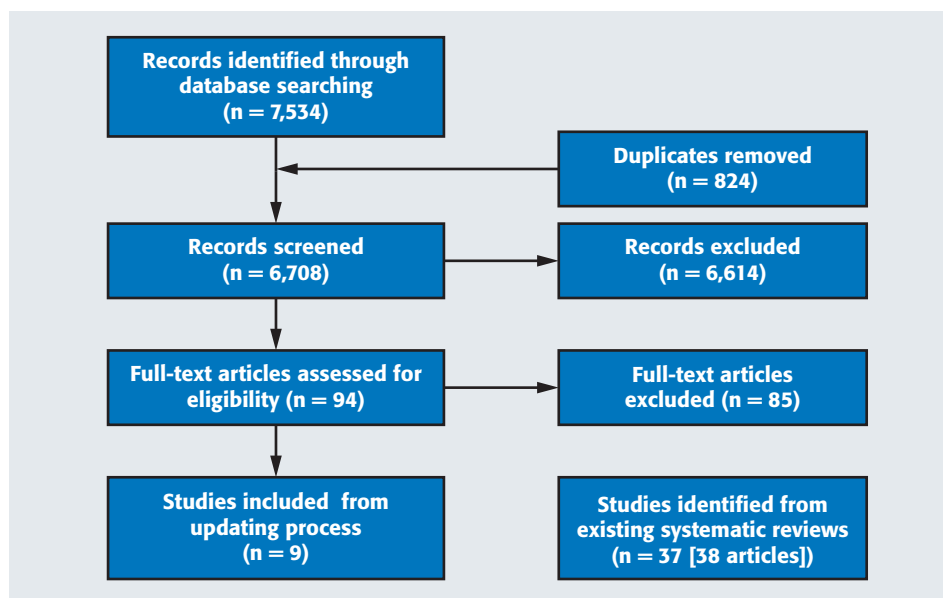 Records identified through
database searching
(n = 7,534)
Duplicates removed
(n = 824)
Records screened
(n = 6,708)
Records excluded
(n = 6,614)
Full-text articles assessed for
eligibility (n = 94)
Full-text articles
excluded (n = 85)
Studies included from
updating process
(n = 9)
Studies identified from
existing systematic reviews
(n = 37 [38 articles])